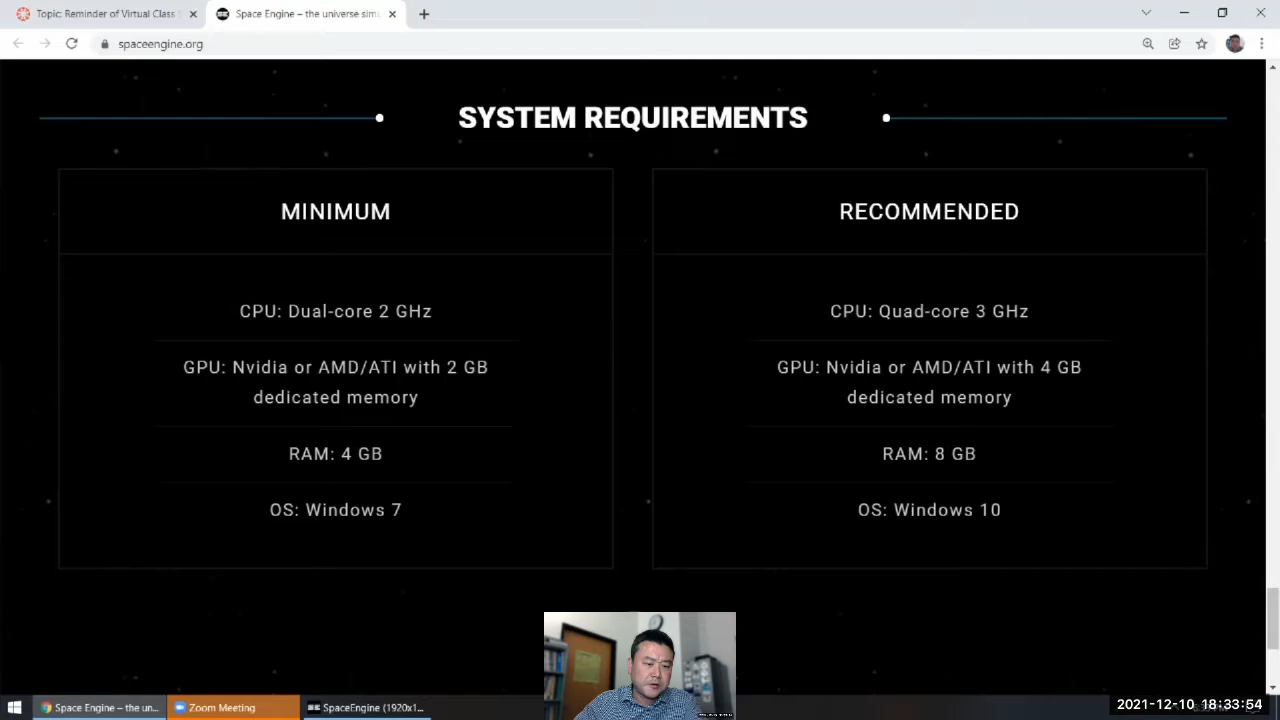 Topic Reminder of Virtual Class
Space Engine – the universe sim
spaceengine.org
SYSTEM REQUIREMENTS
MINIMUM
CPU: Dual-core 2 GHz
GPU: Nvidia or AMD/ATI with 2 GB
dedicated memory
RAM: 4 GB
OS: Windows 7
RECOMMENDED
CPU: Quad-core 3 GHz
GPU: Nvidia or AMD/ATI with 4 GB
dedicated memory
RAM: 8 GB
OS: Windows 10
Space Engine – the un...
Zoom Meeting
SpaceEngine (1920x1...
2021-12-10 18:33:54